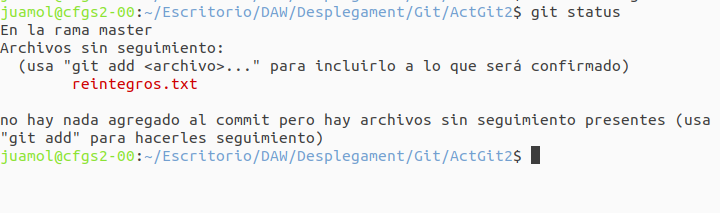 juamol@cfgs2-00:~/Escritorio/DAW/Desplegament/Git/ActGit2$ git status
En la rama master
Archivos sin seguimiento:
  (usa "git add <archivo>..." para incluirlo a lo que será confirmado)
        reintegros.txt

no hay nada agregado al commit pero hay archivos sin seguimiento presentes (usa
"git add" para hacerles seguimiento)
juamol@cfgs2-00:~/Escritorio/DAW/Desplegament/Git/ActGit2$